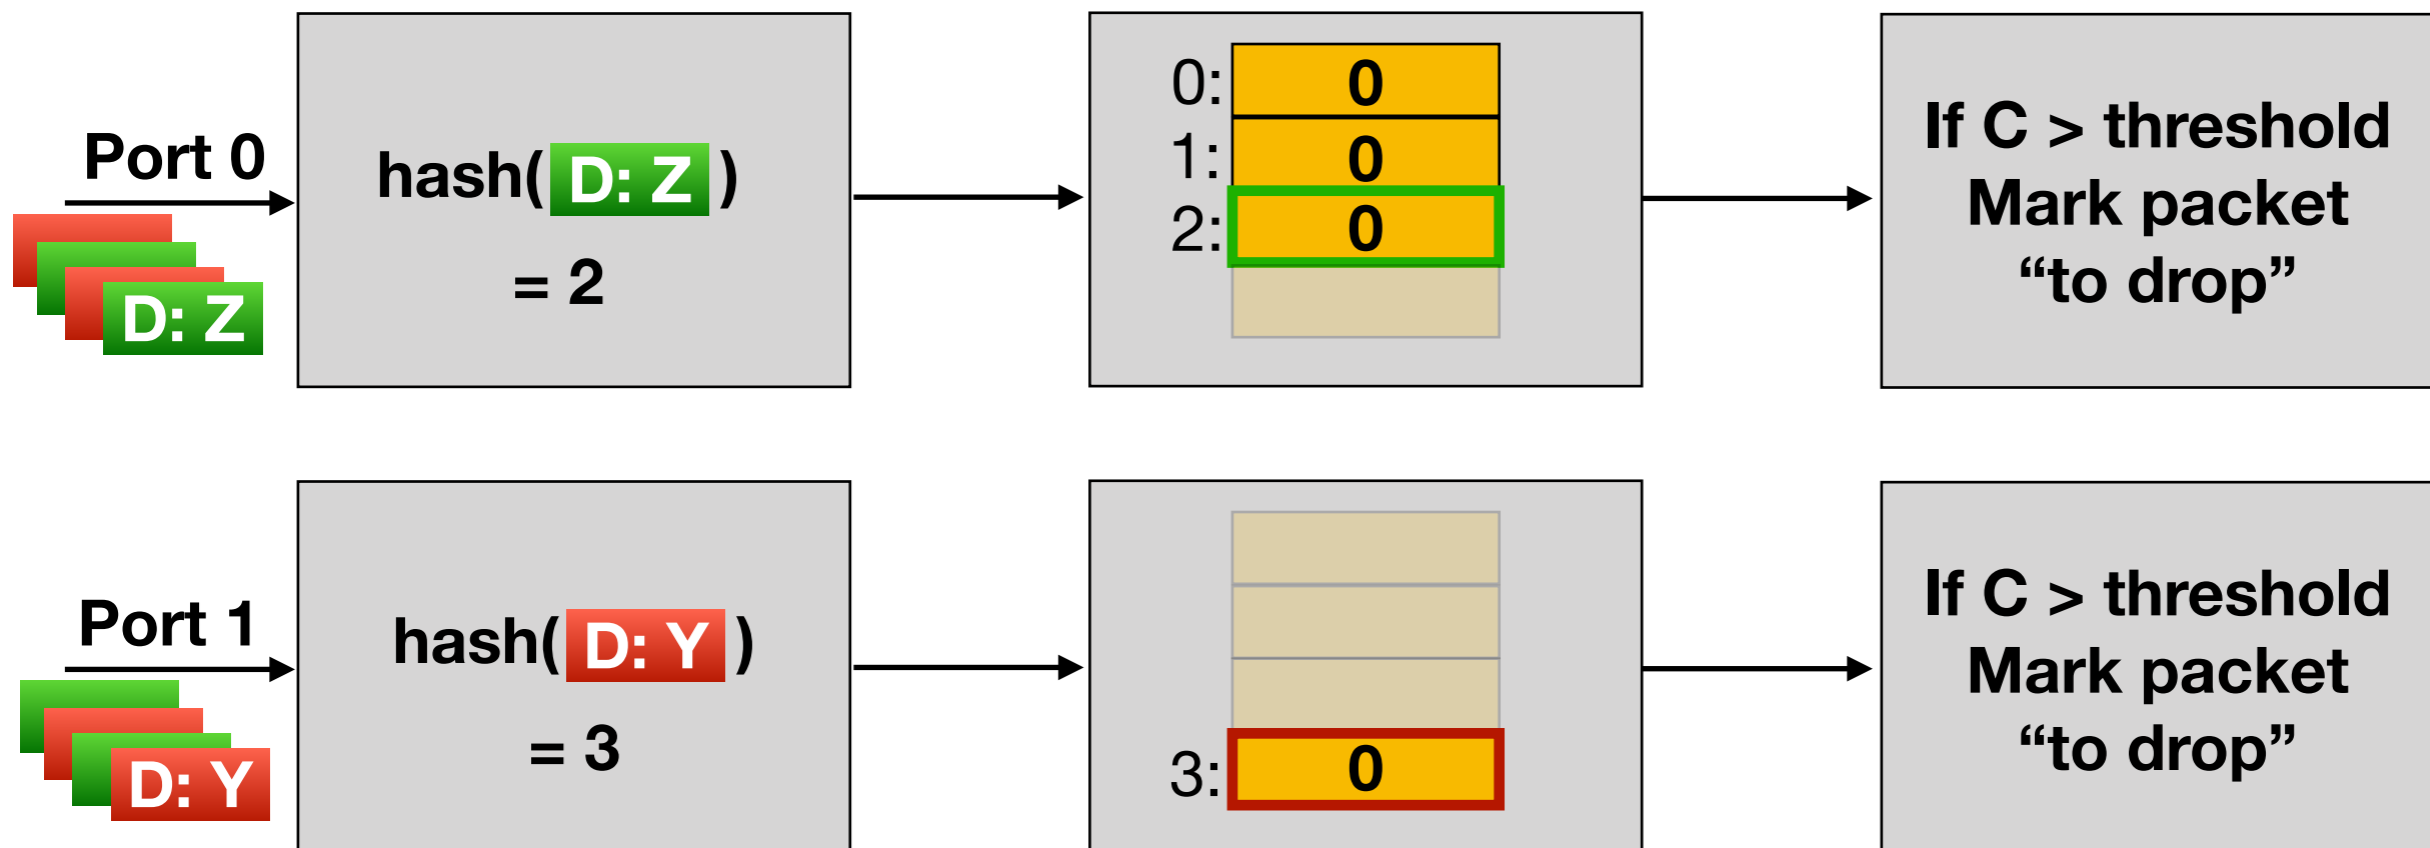 Port 0
D: Z
hash( D: Z )
= 2
0: 0
1: 0
2: 0
If C > threshold
Mark packet
“to drop”
Port 1
D: Y
hash( D: Y )
= 3
3: 0
If C > threshold
Mark packet
“to drop”